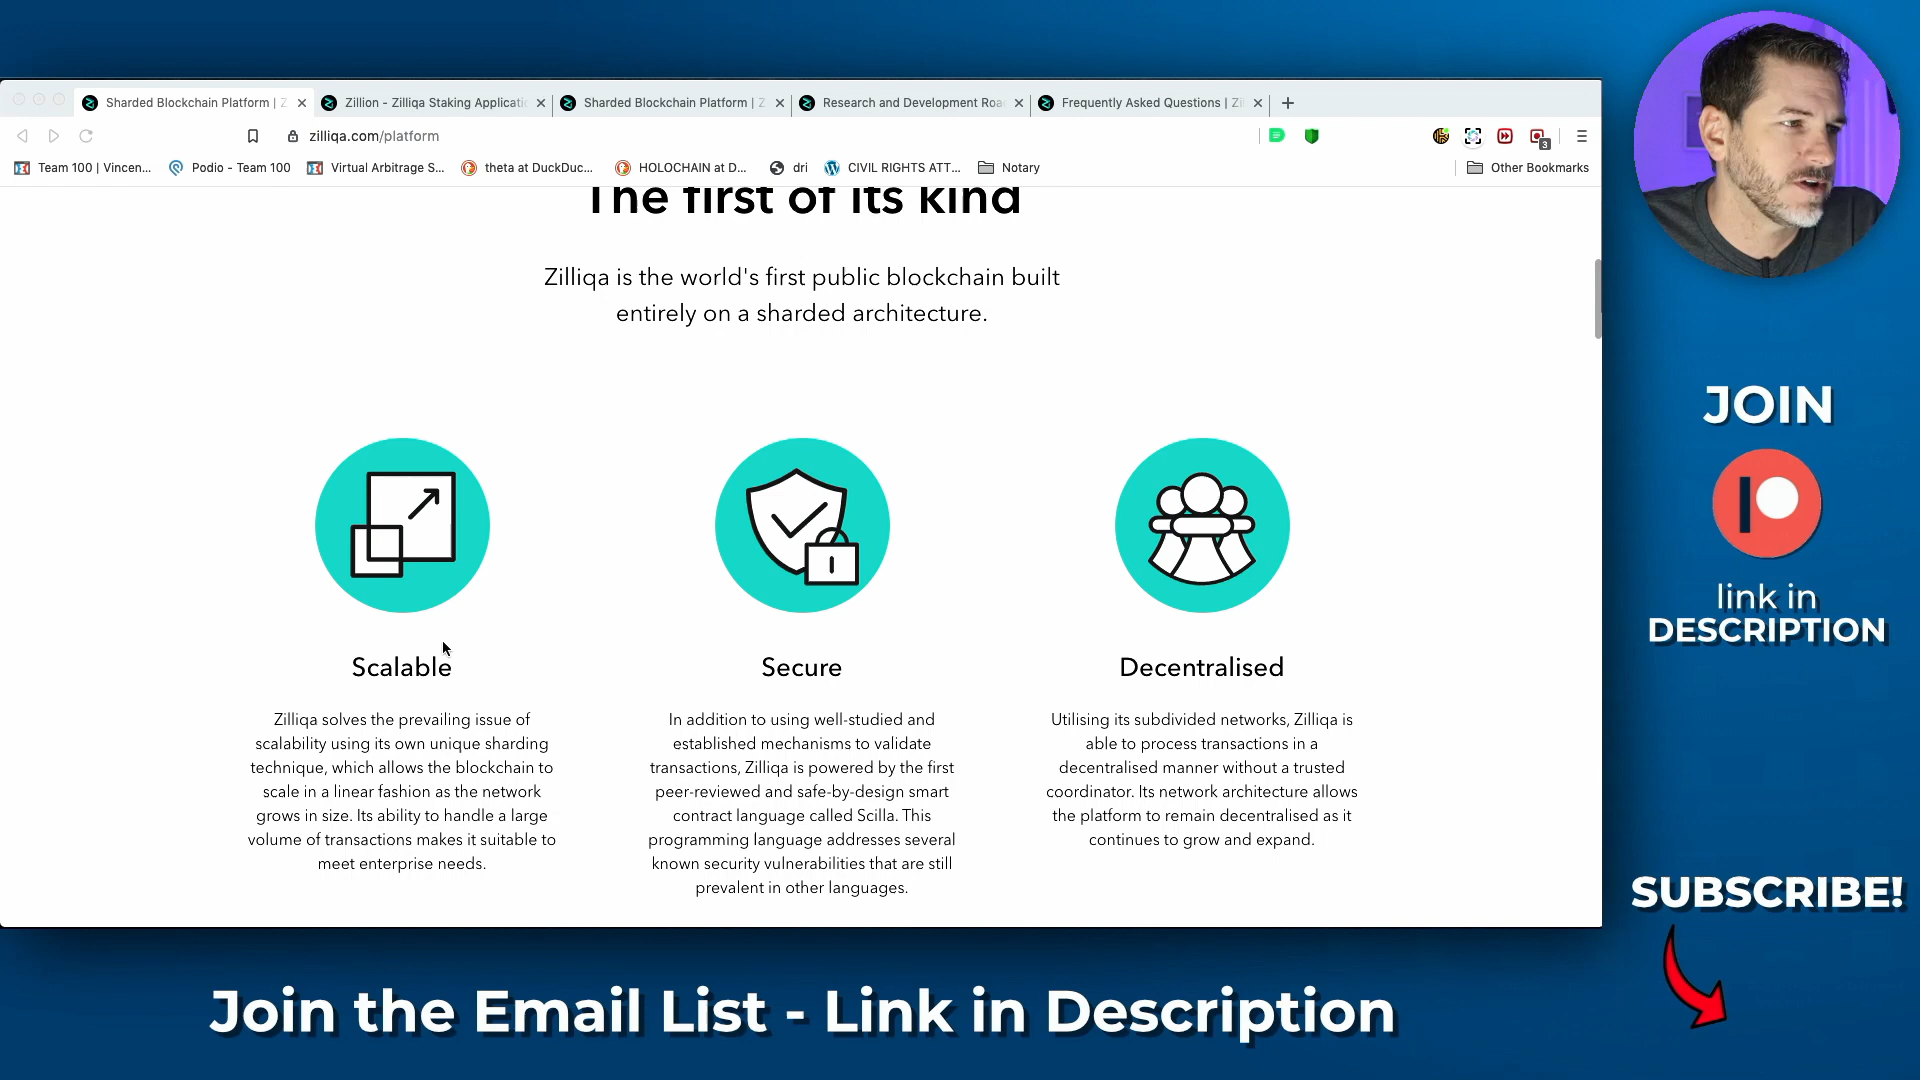 Sharded Blockchain Platform | Z
Zillion - Zilliqa Staking Applicati
Sharded Blockchain Platform | Z
Research and Development Roa
Frequently Asked Questions | Zil
zilliqa.com/platform
3
Team 100 | Vincen...
Podio - Team 100
Virtual Arbitrage S...
theta at DuckDuc...
HOLOCHAIN at D...
dri
CIVIL RIGHTS ATT...
Notary
Other Bookmarks
The first of its kind
Zilliqa is the world's first public blockchain built
entirely on a sharded architecture.
Scalable
Zilliqa solves the prevailing issue of
scalability using its own unique sharding
technique, which allows the blockchain to
scale in a linear fashion as the network
grows in size. Its ability to handle a large
volume of transactions makes it suitable to
meet enterprise needs.
Secure
In addition to using well-studied and
established mechanisms to validate
transactions, Zilliqa is powered by the first
peer-reviewed and safe-by-design smart
contract language called Scilla. This
programming language addresses several
known security vulnerabilities that are still
prevalent in other languages.
Decentralised
Utilising its subdivided networks, Zilliqa is
able to process transactions in a
decentralised manner without a trusted
coordinator. Its network architecture allows
the platform to remain decentralised as it
continues to grow and expand.
JOIN
link in
DESCRIPTION
SUBSCRIBE!
Join the Email List - Link in Description